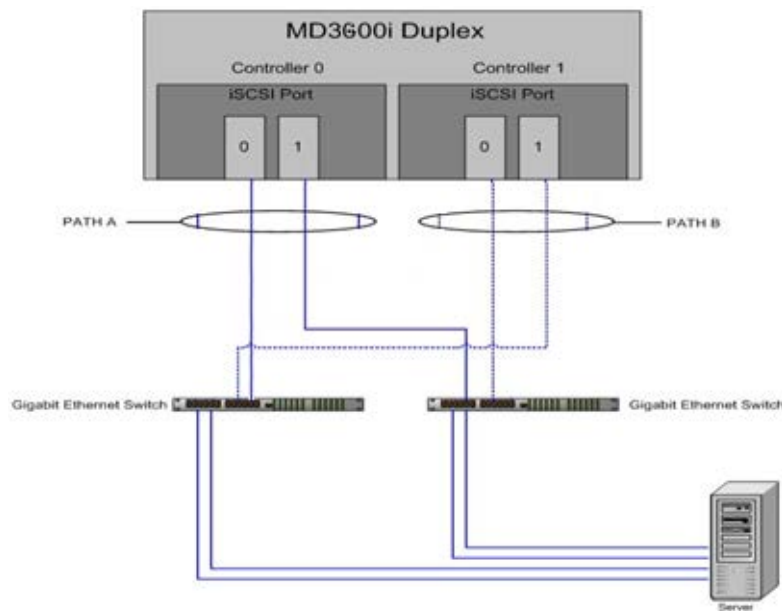 MD3600i Duplex
Controller 0
Controller 1
iSCSI Port
iSCSI Port
0
1
0
1
PATH A
PATH B
Gigabit Ethernet Switch
Gigabit Ethernet Switch
Server